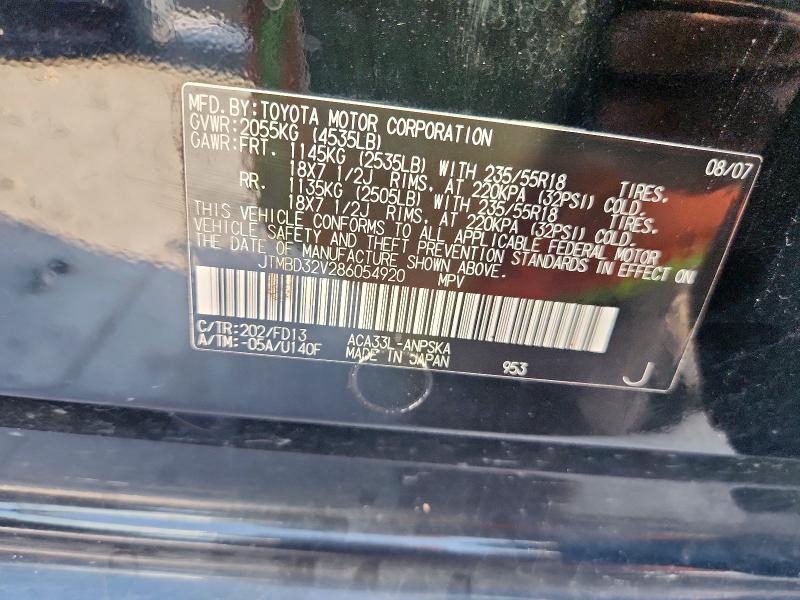 MFD. BY: TOYOTA MOTOR CORPORATION 08/07
GVWR: 2055KG (4535LB)
GAWR: FRT. 1145KG (2535LB) WITH 235/55R18 TIRES.
18X7 1/2J RIMS, AT 220KPA (32PSI) COLD.
RR. 1135KG (2505LB) WITH 235/55R18 TIRES.
18X7 1/2J RIMS, AT 220KPA (32PSI) COLD.
THIS VEHICLE CONFORMS TO ALL APPLICABLE FEDERAL MOTOR
VEHICLE SAFETY AND THEFT PREVENTION STANDARDS IN EFFECT ON
THE DATE OF MANUFACTURE SHOWN ABOVE.
JTMBD32V286054920 MPV
C/TR: 202/FD13 ACA33L-ANPSKA
A/TM: -05A/U140F MADE IN JAPAN 953 J